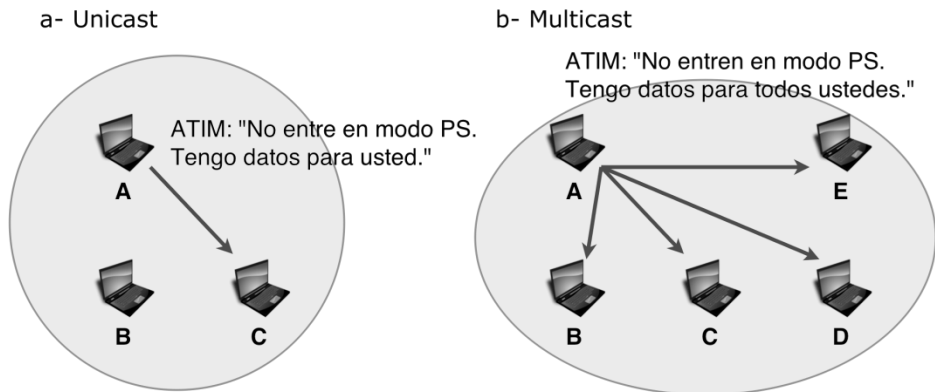 a- Unicast
ATIM: "No entre en modo PS.
Tengo datos para usted."
A
B
C
b- Multicast
ATIM: "No entren en modo PS.
Tengo datos para todos ustedes."
A
E
B
C
D